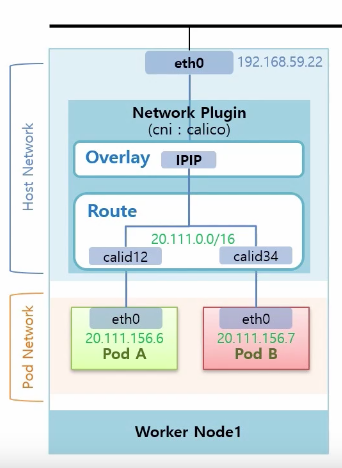 eth0
192.168.59.22
Host Network
Network Plugin
(cni : calico)
Overlay
IPIP
Route
20.111.0.0/16
calid12
calid34
Pod Network
eth0
eth0
20.111.156.6
20.111.156.7
Pod A
Pod B
Worker Node1